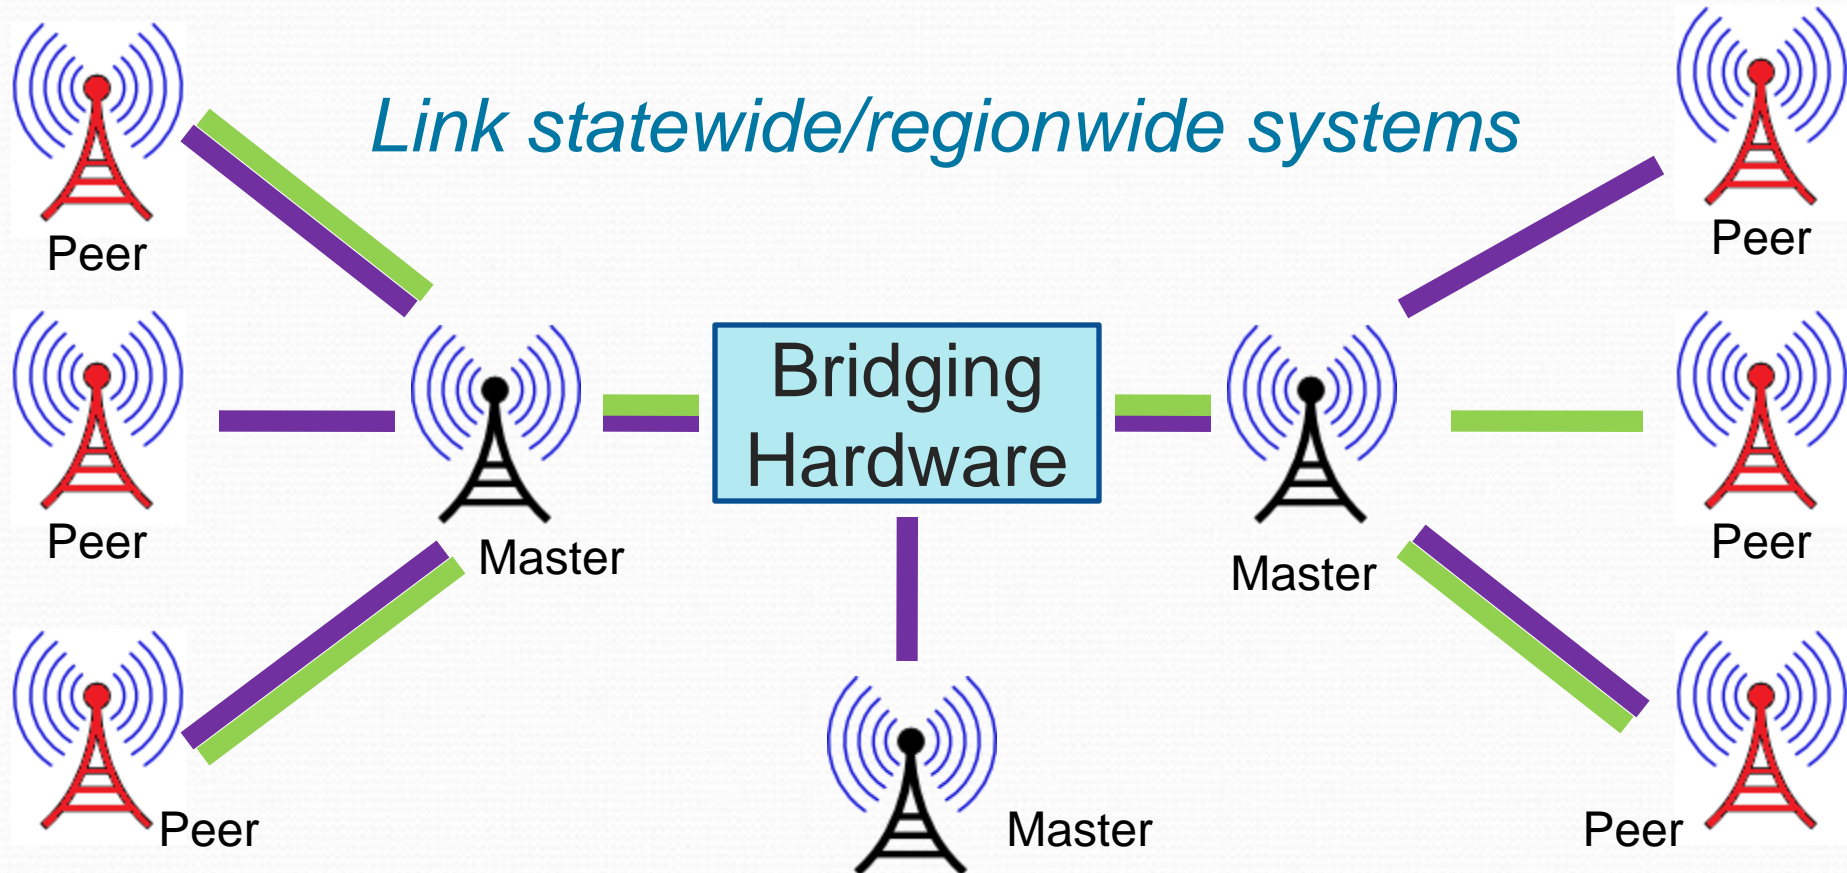 Link statewide/regionwide systems
Peer
Peer
Bridging
Hardware
Peer
Master
Master
Peer
Peer
Master
Peer